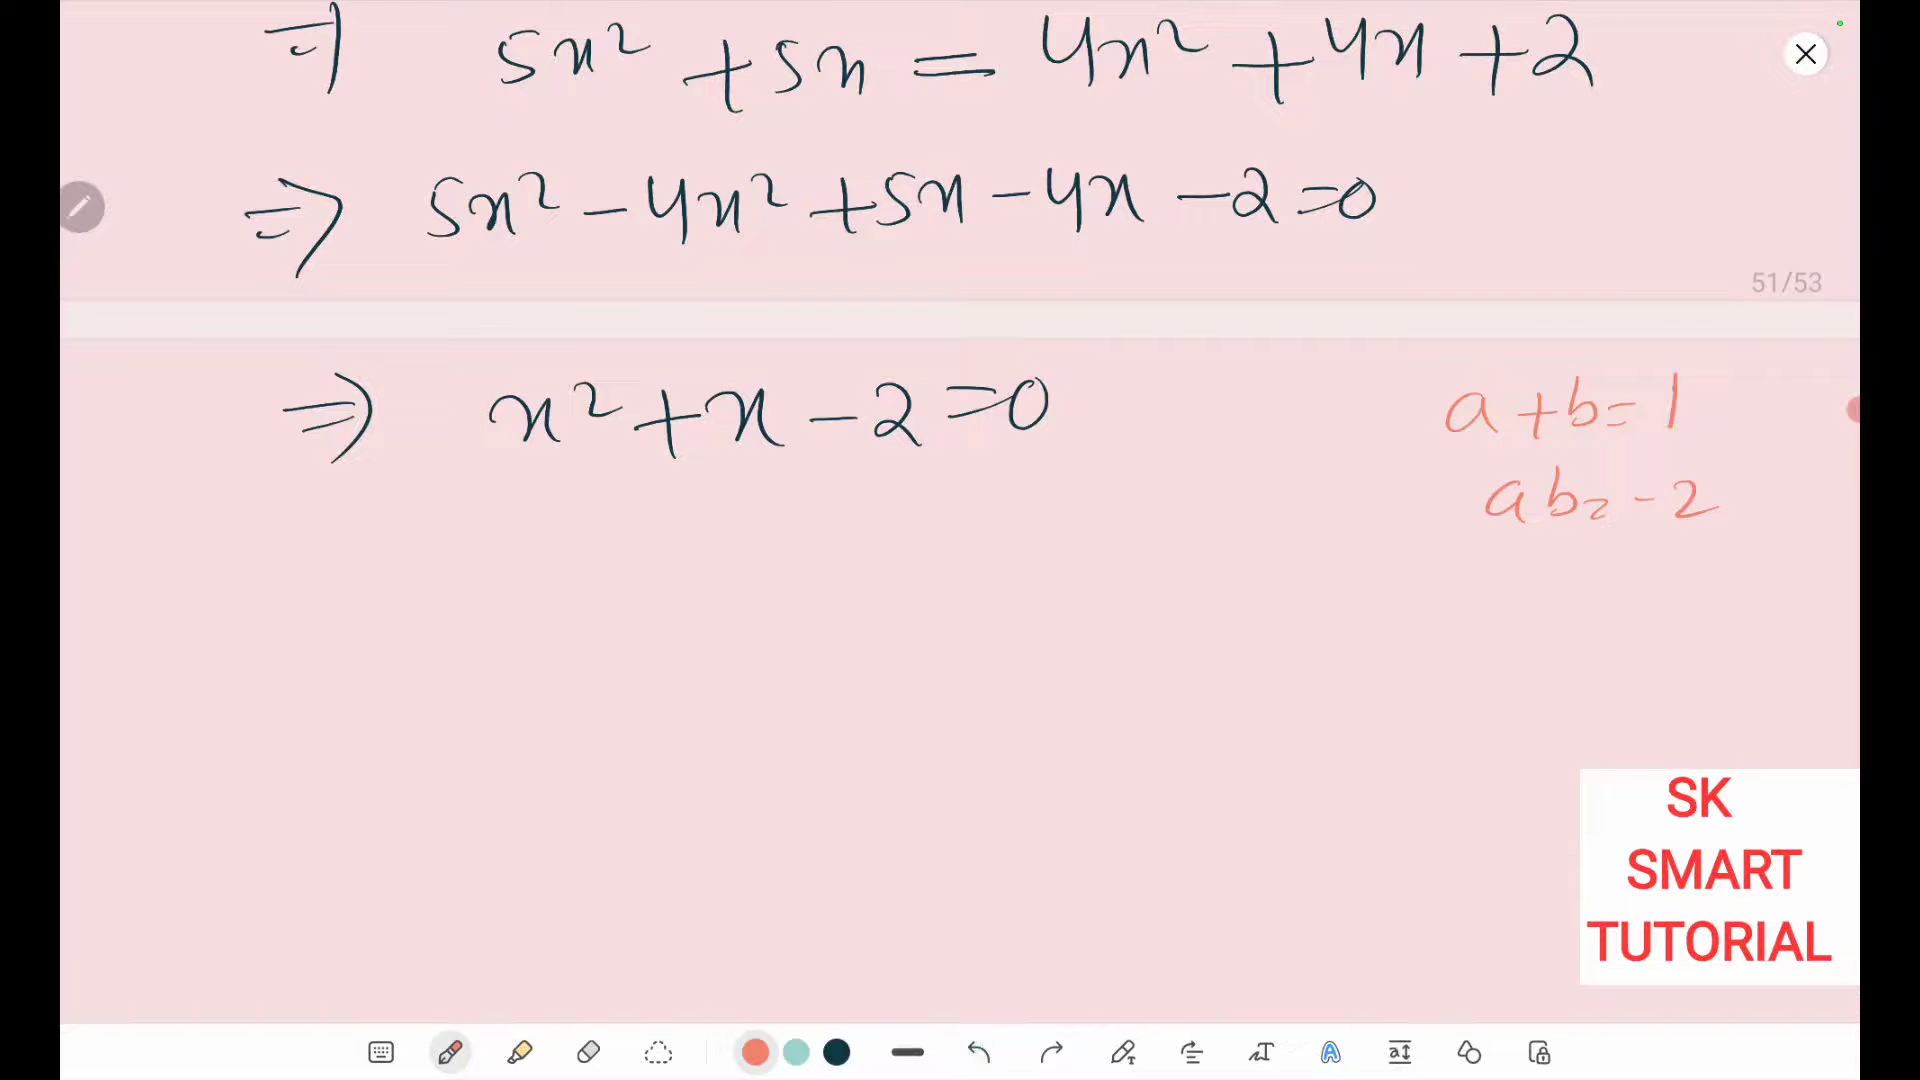 ⇒ 5x² + 5x = 4x² + 4x + 2
⇒ 5x² - 4x² + 5x - 4x - 2 = 0
51/53
⇒ x² + x - 2 = 0
a + b = 1
ab = -2
SK
SMART
TUTORIAL